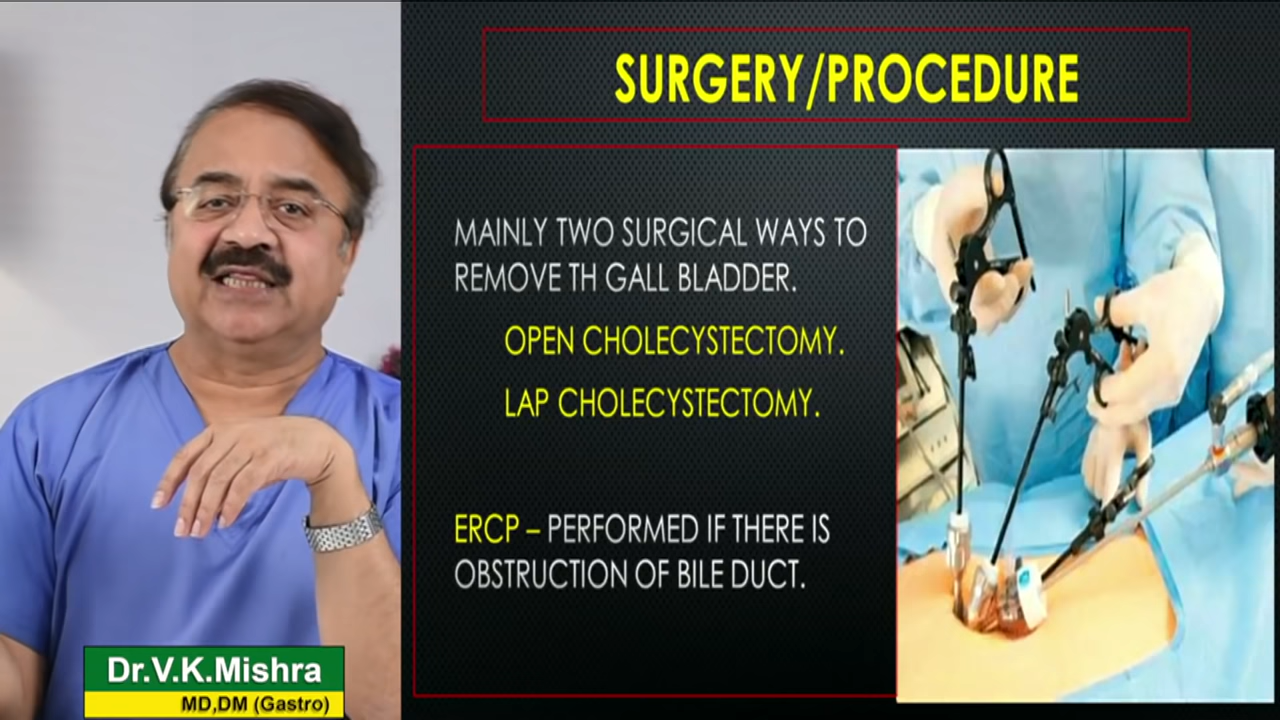 SURGERY/PROCEDURE
MAINLY TWO SURGICAL WAYS TO
REMOVE TH GALL BLADDER.
OPEN CHOLECYSTECTOMY.
LAP CHOLECYSTECTOMY.
ERCP – PERFORMED IF THERE IS
OBSTRUCTION OF BILE DUCT.
Dr.V.K.Mishra
MD,DM (Gastro)